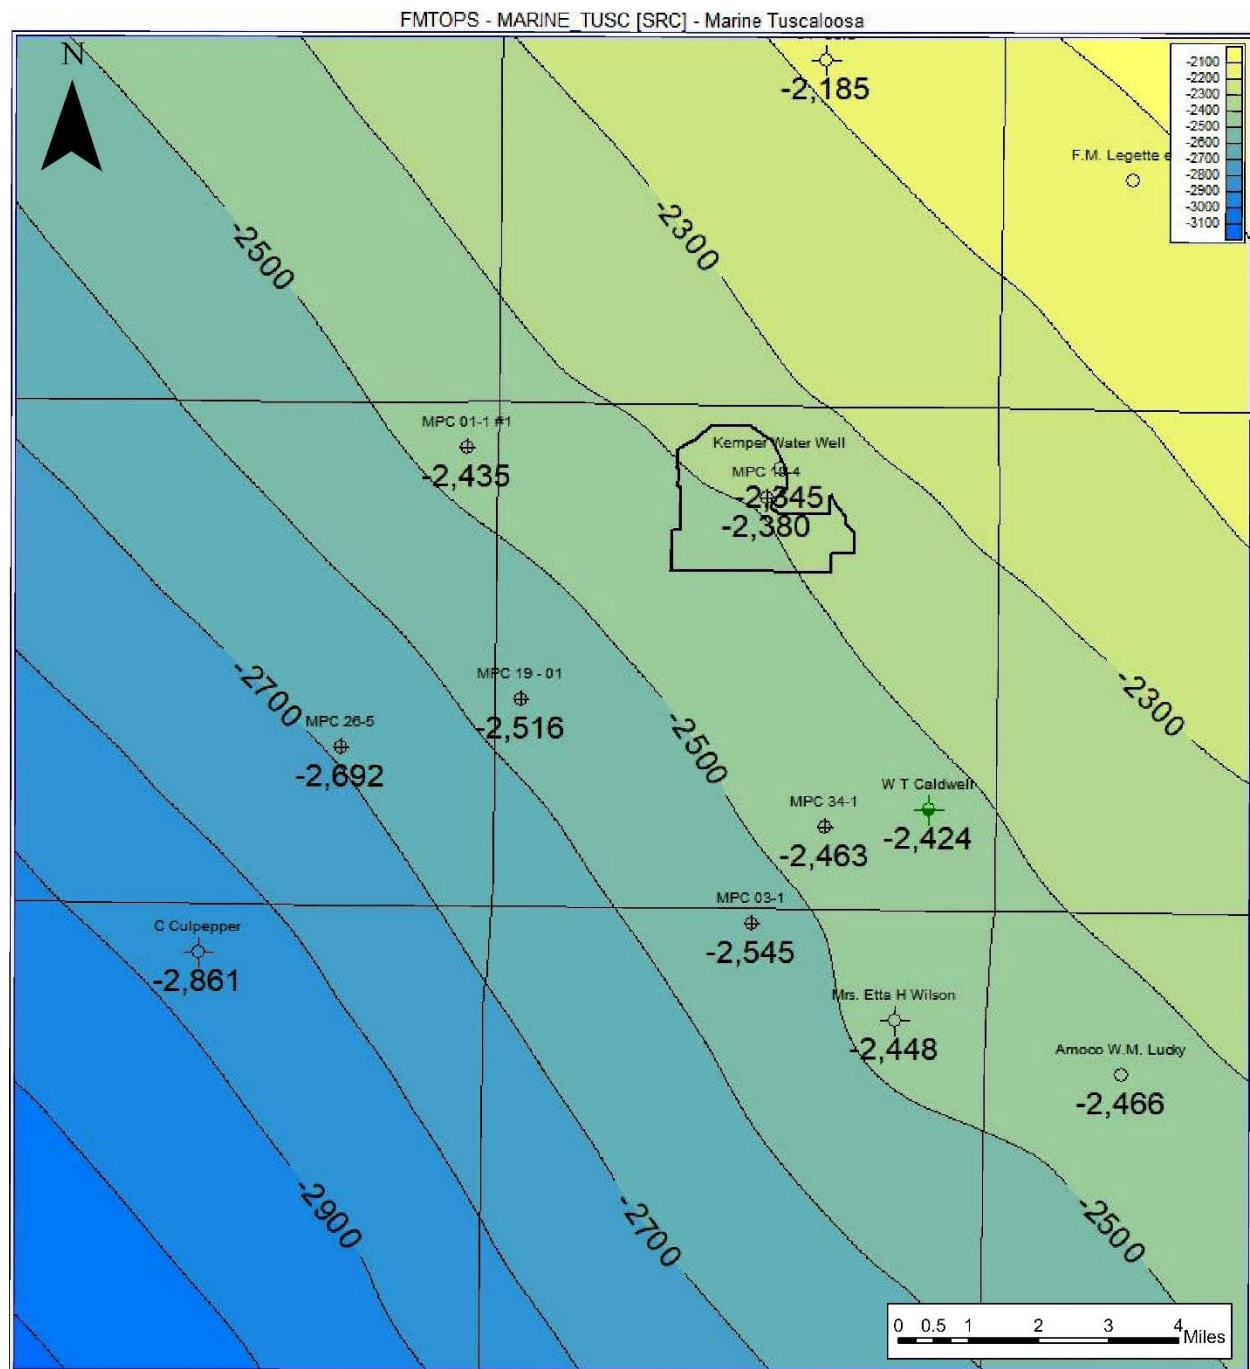 FMTOPS - MARINE_TUSC [SRC] - Marine Tuscaloosa
N
-2,185
-2100
-2200
-2300
-2400
-2500
-2600
-2700
-2800
-2900
-3000
-3100
F.M. Legette e
-2500
-2300
MPC 01-1 #1
-2,435
Kemper Water Well
-2,345
-2,380
MPC 19 - 01
-2,516
-2700
MPC 26-5
-2,692
-2500
-2300
W T Caldwell
-2,424
MPC 34-1
-2,463
MPC 03-1
-2,545
C Culpepper
-2,861
Mrs. Etta H Wilson
-2,448
Amoco W.M. Lucky
-2,466
-2900
-2700
-2500
0 0.5 1 2 3 4
Miles